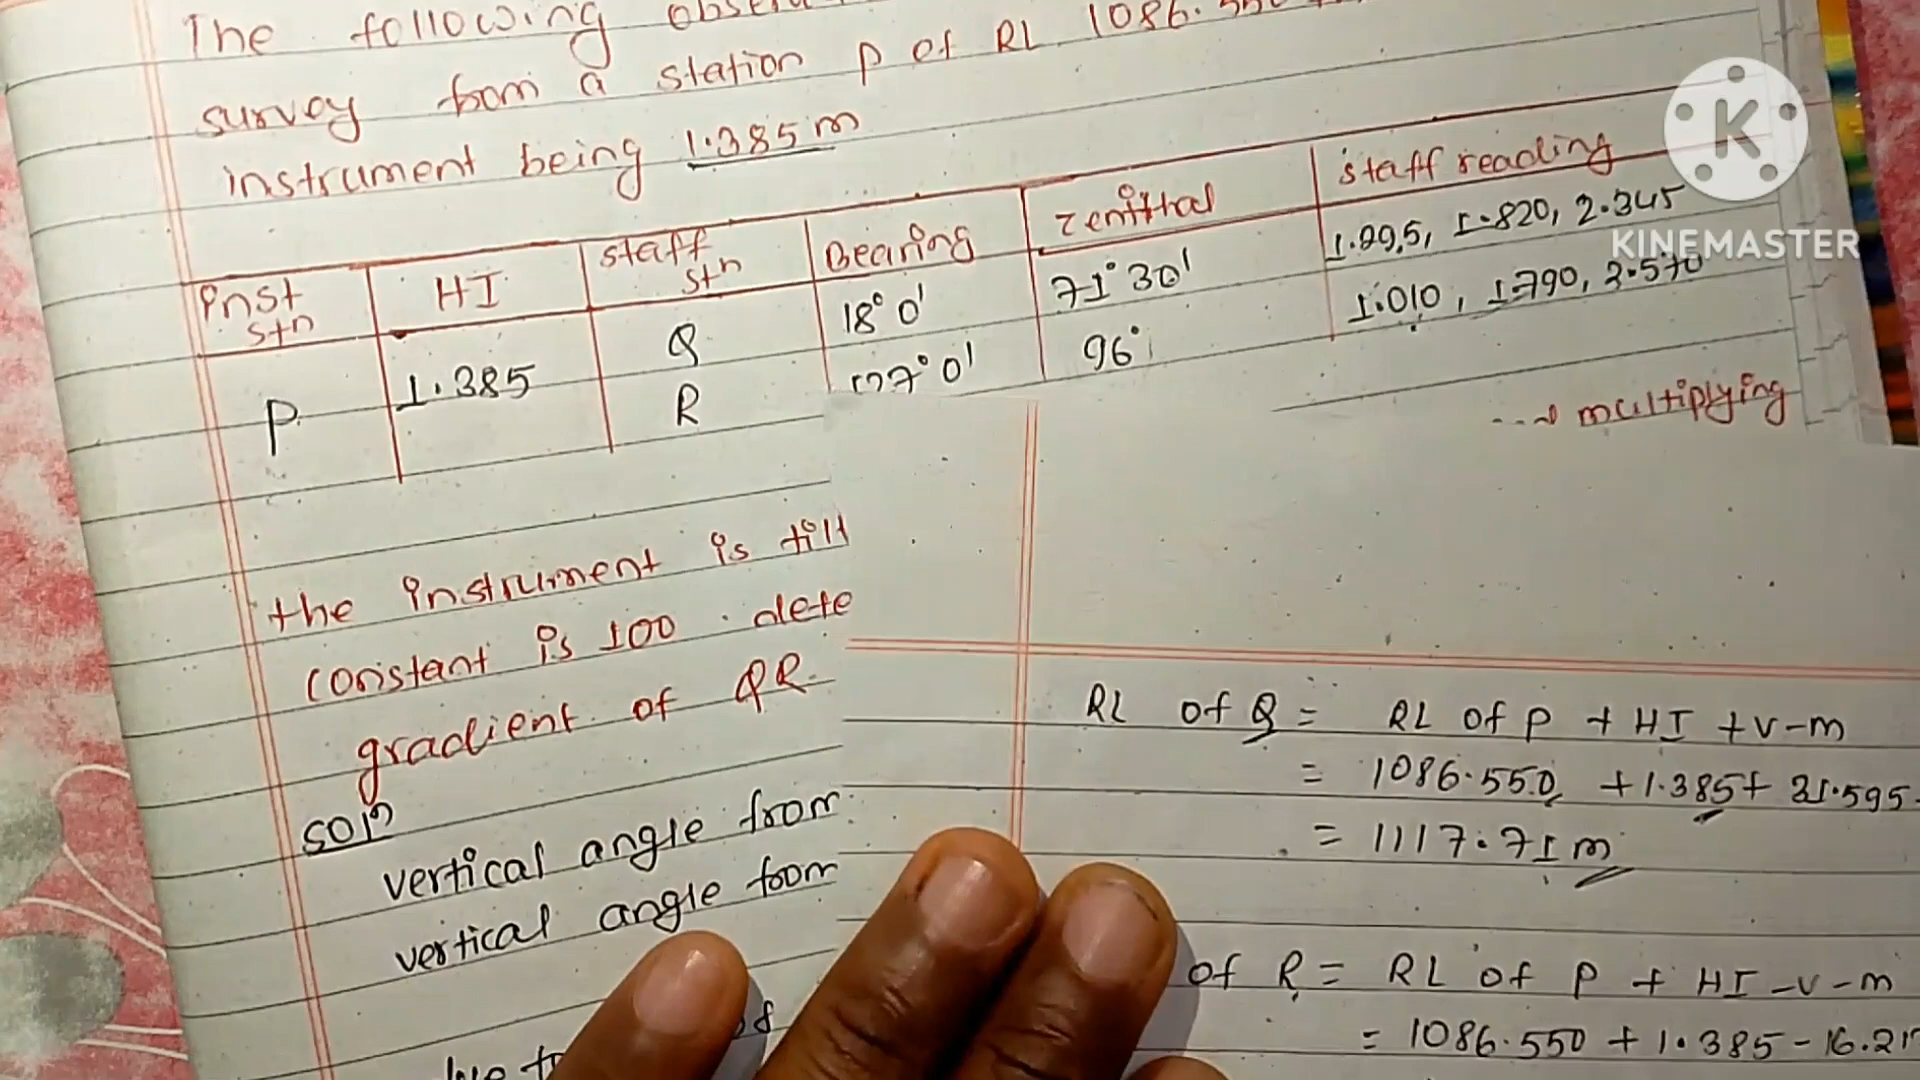 The following
survey from a station P of RL 1086.550
instrument being 1.385 m
inst stn HI staff stn Bearing zenithal staff reading
P 1.385 Q 18° 0' 71° 30' 1.295, 1.820, 2.345
R 0' 96° 1.010, 1.790, 2.570
multiplying
the instrument is
constant is 100.
gradient of QR.
soln
vertical angle from
vertical angle from
RL of Q = RL of P + HI + V - m
= 1086.550 + 1.385 + 31.595
= 1117.71 m
of R = RL of P + HI - V - m
= 1086.550 + 1.385 - 16.21
K
KINEMASTER